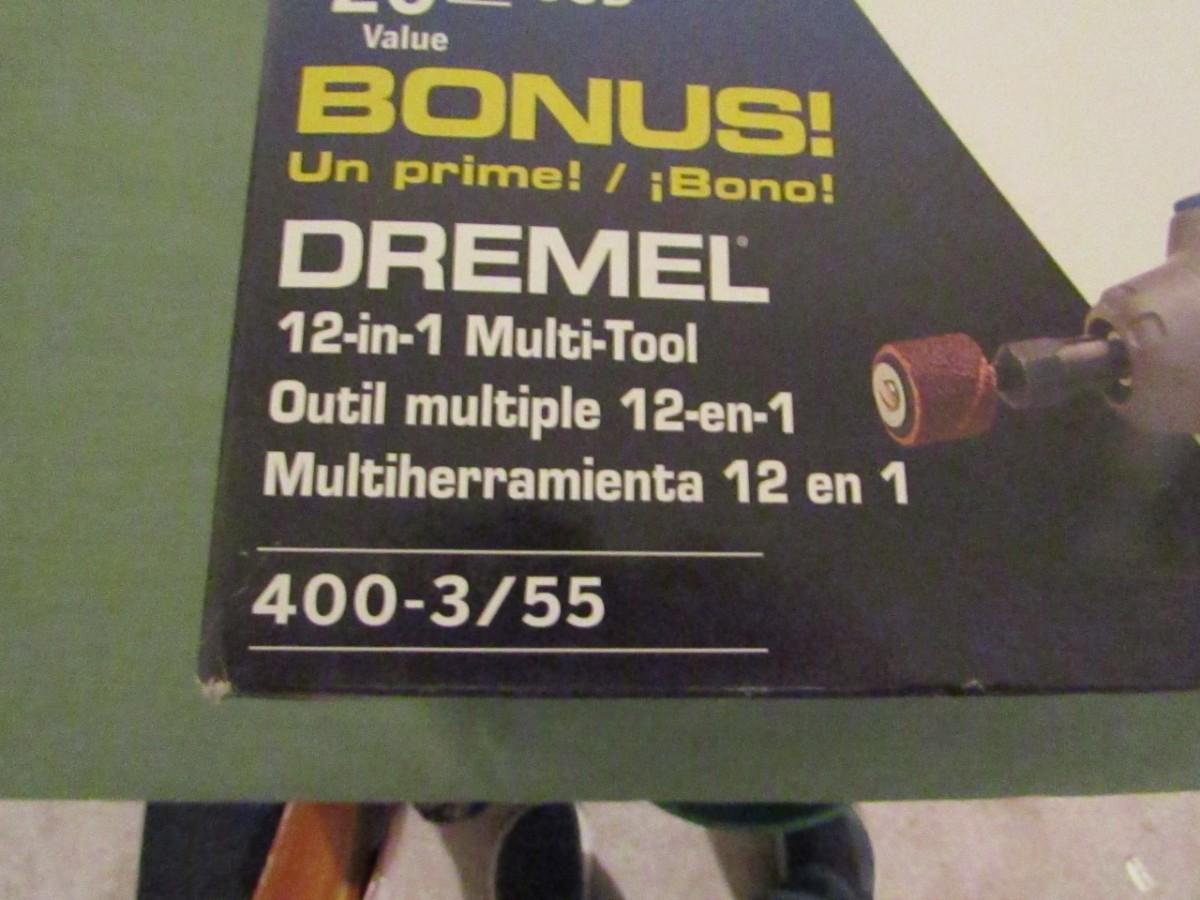 Value
BONUS!
Un prime! / ¡Bono!
DREMEL®
12-in-1 Multi-Tool
Outil multiple 12-en-1
Multiherramienta 12 en 1
400-3/55